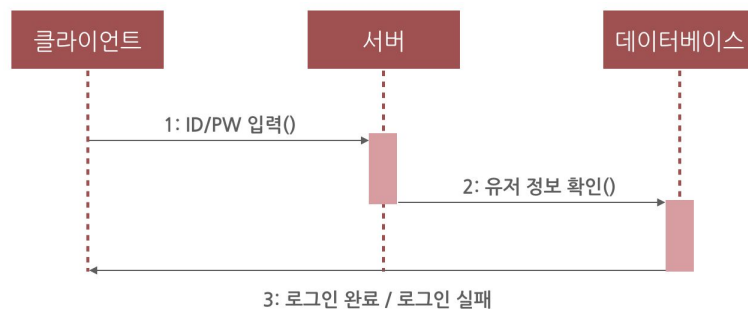 클라이언트
서버
데이터베이스
1: ID/PW 입력()
2: 유저 정보 확인()
3: 로그인 완료 / 로그인 실패